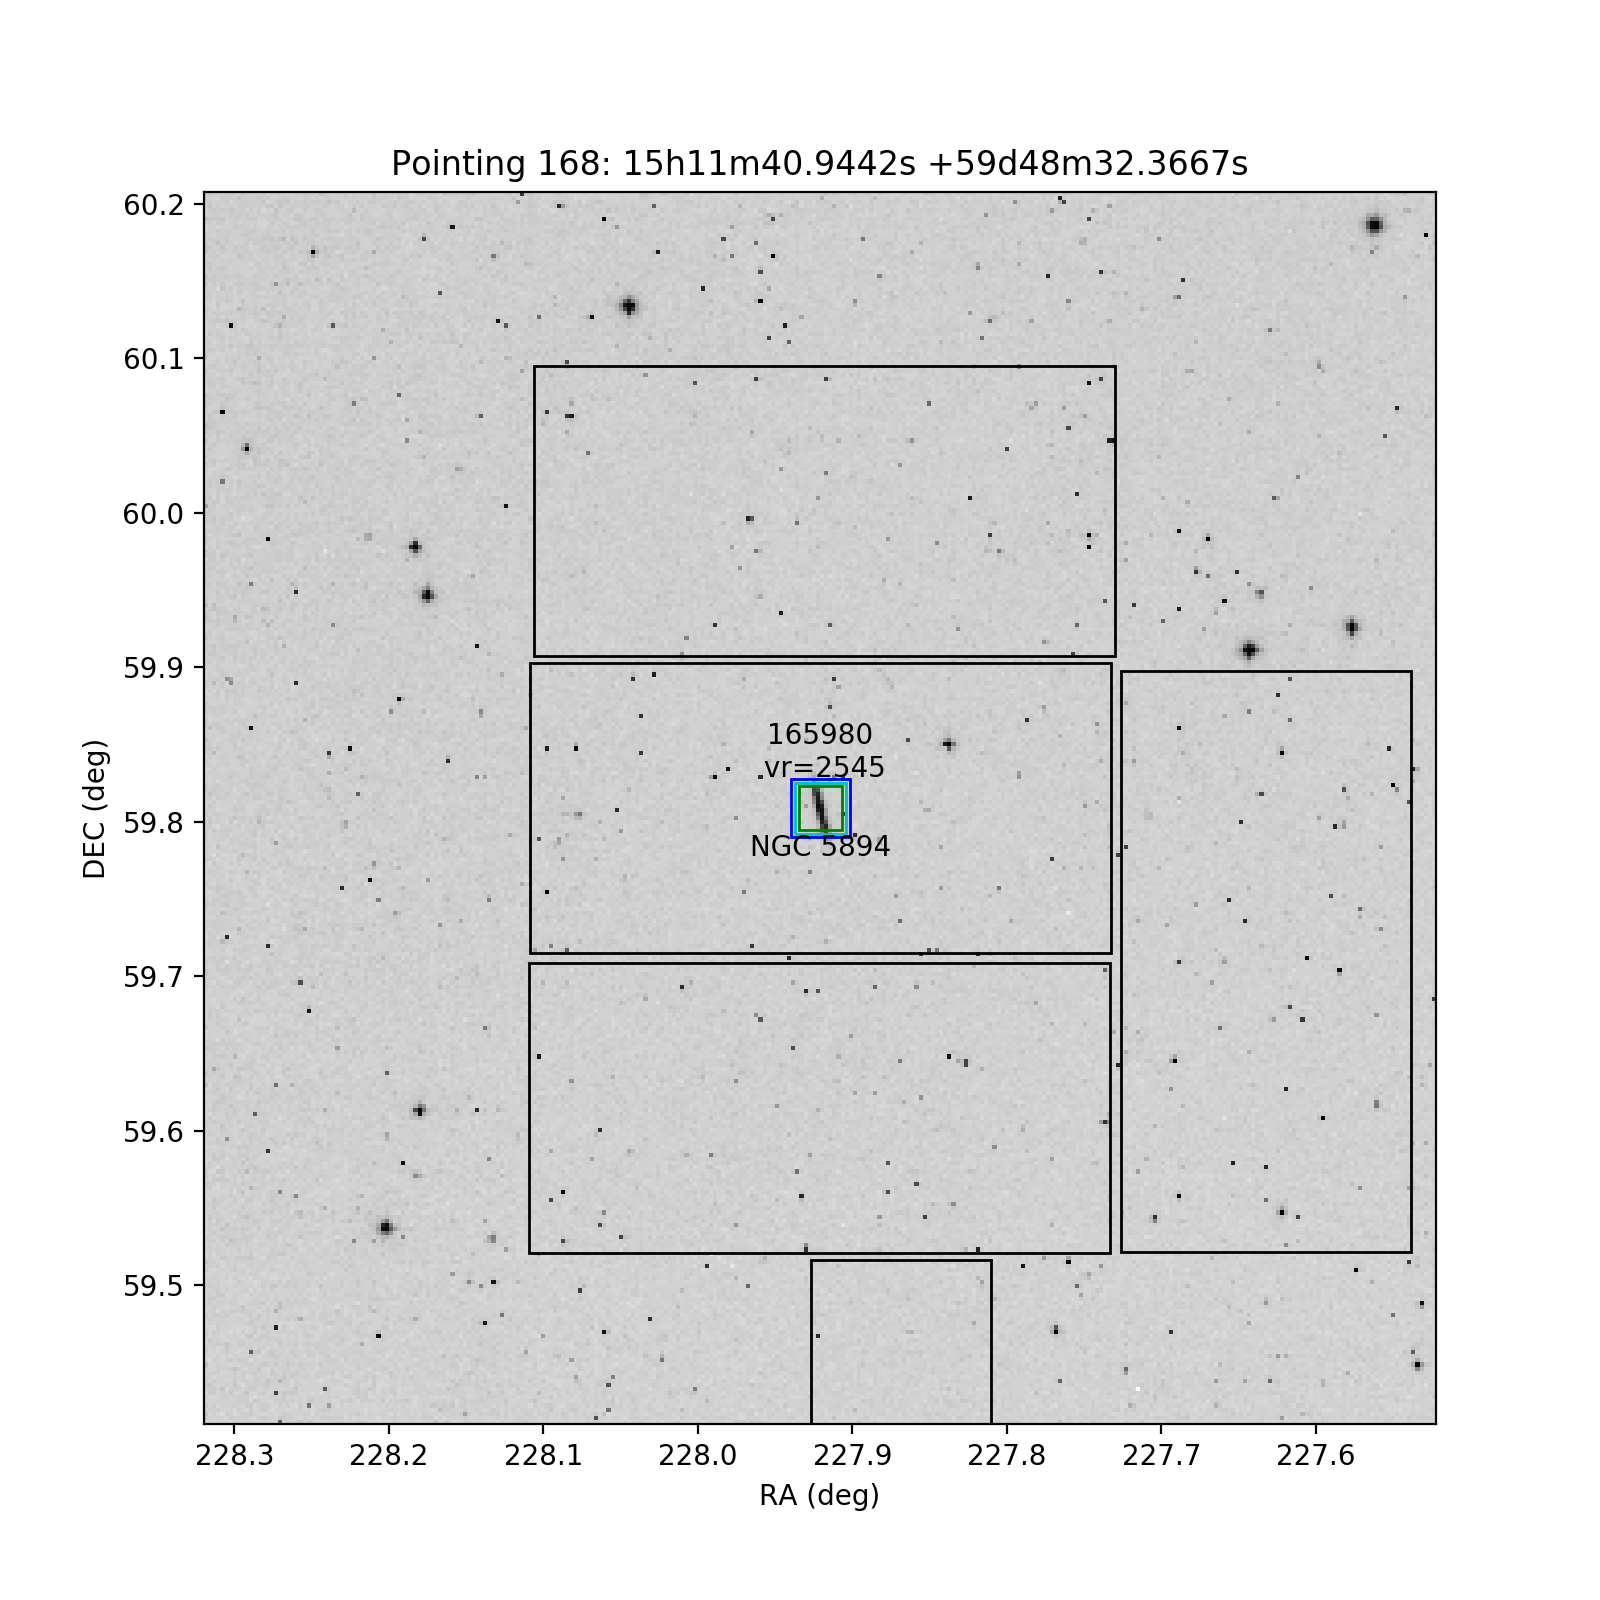 Pointing 168: 15h11m40.9442s +59d48m32.3667s
60.2
60.1
60.0
59.9
59.8
59.7
59.6
59.5
DEC (deg)
165980
vr=2545
NGC 5894
228.3 228.2 228.1 228.0 227.9 227.8 227.7 227.6
RA (deg)